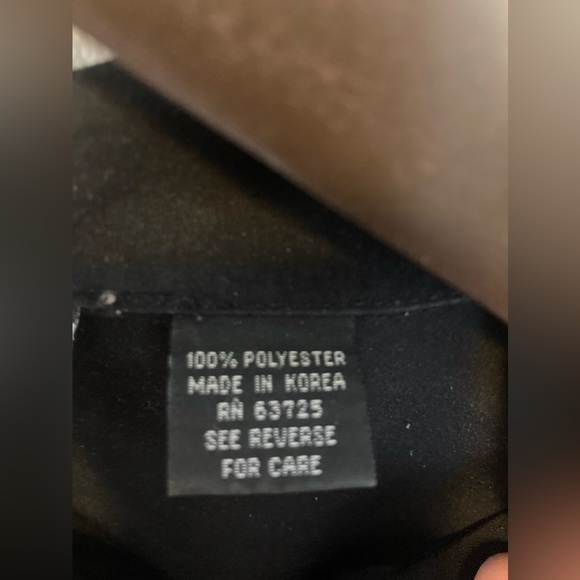 100% POLYESTER
MADE IN KOREA
RN 63725
SEE REVERSE
FOR CARE